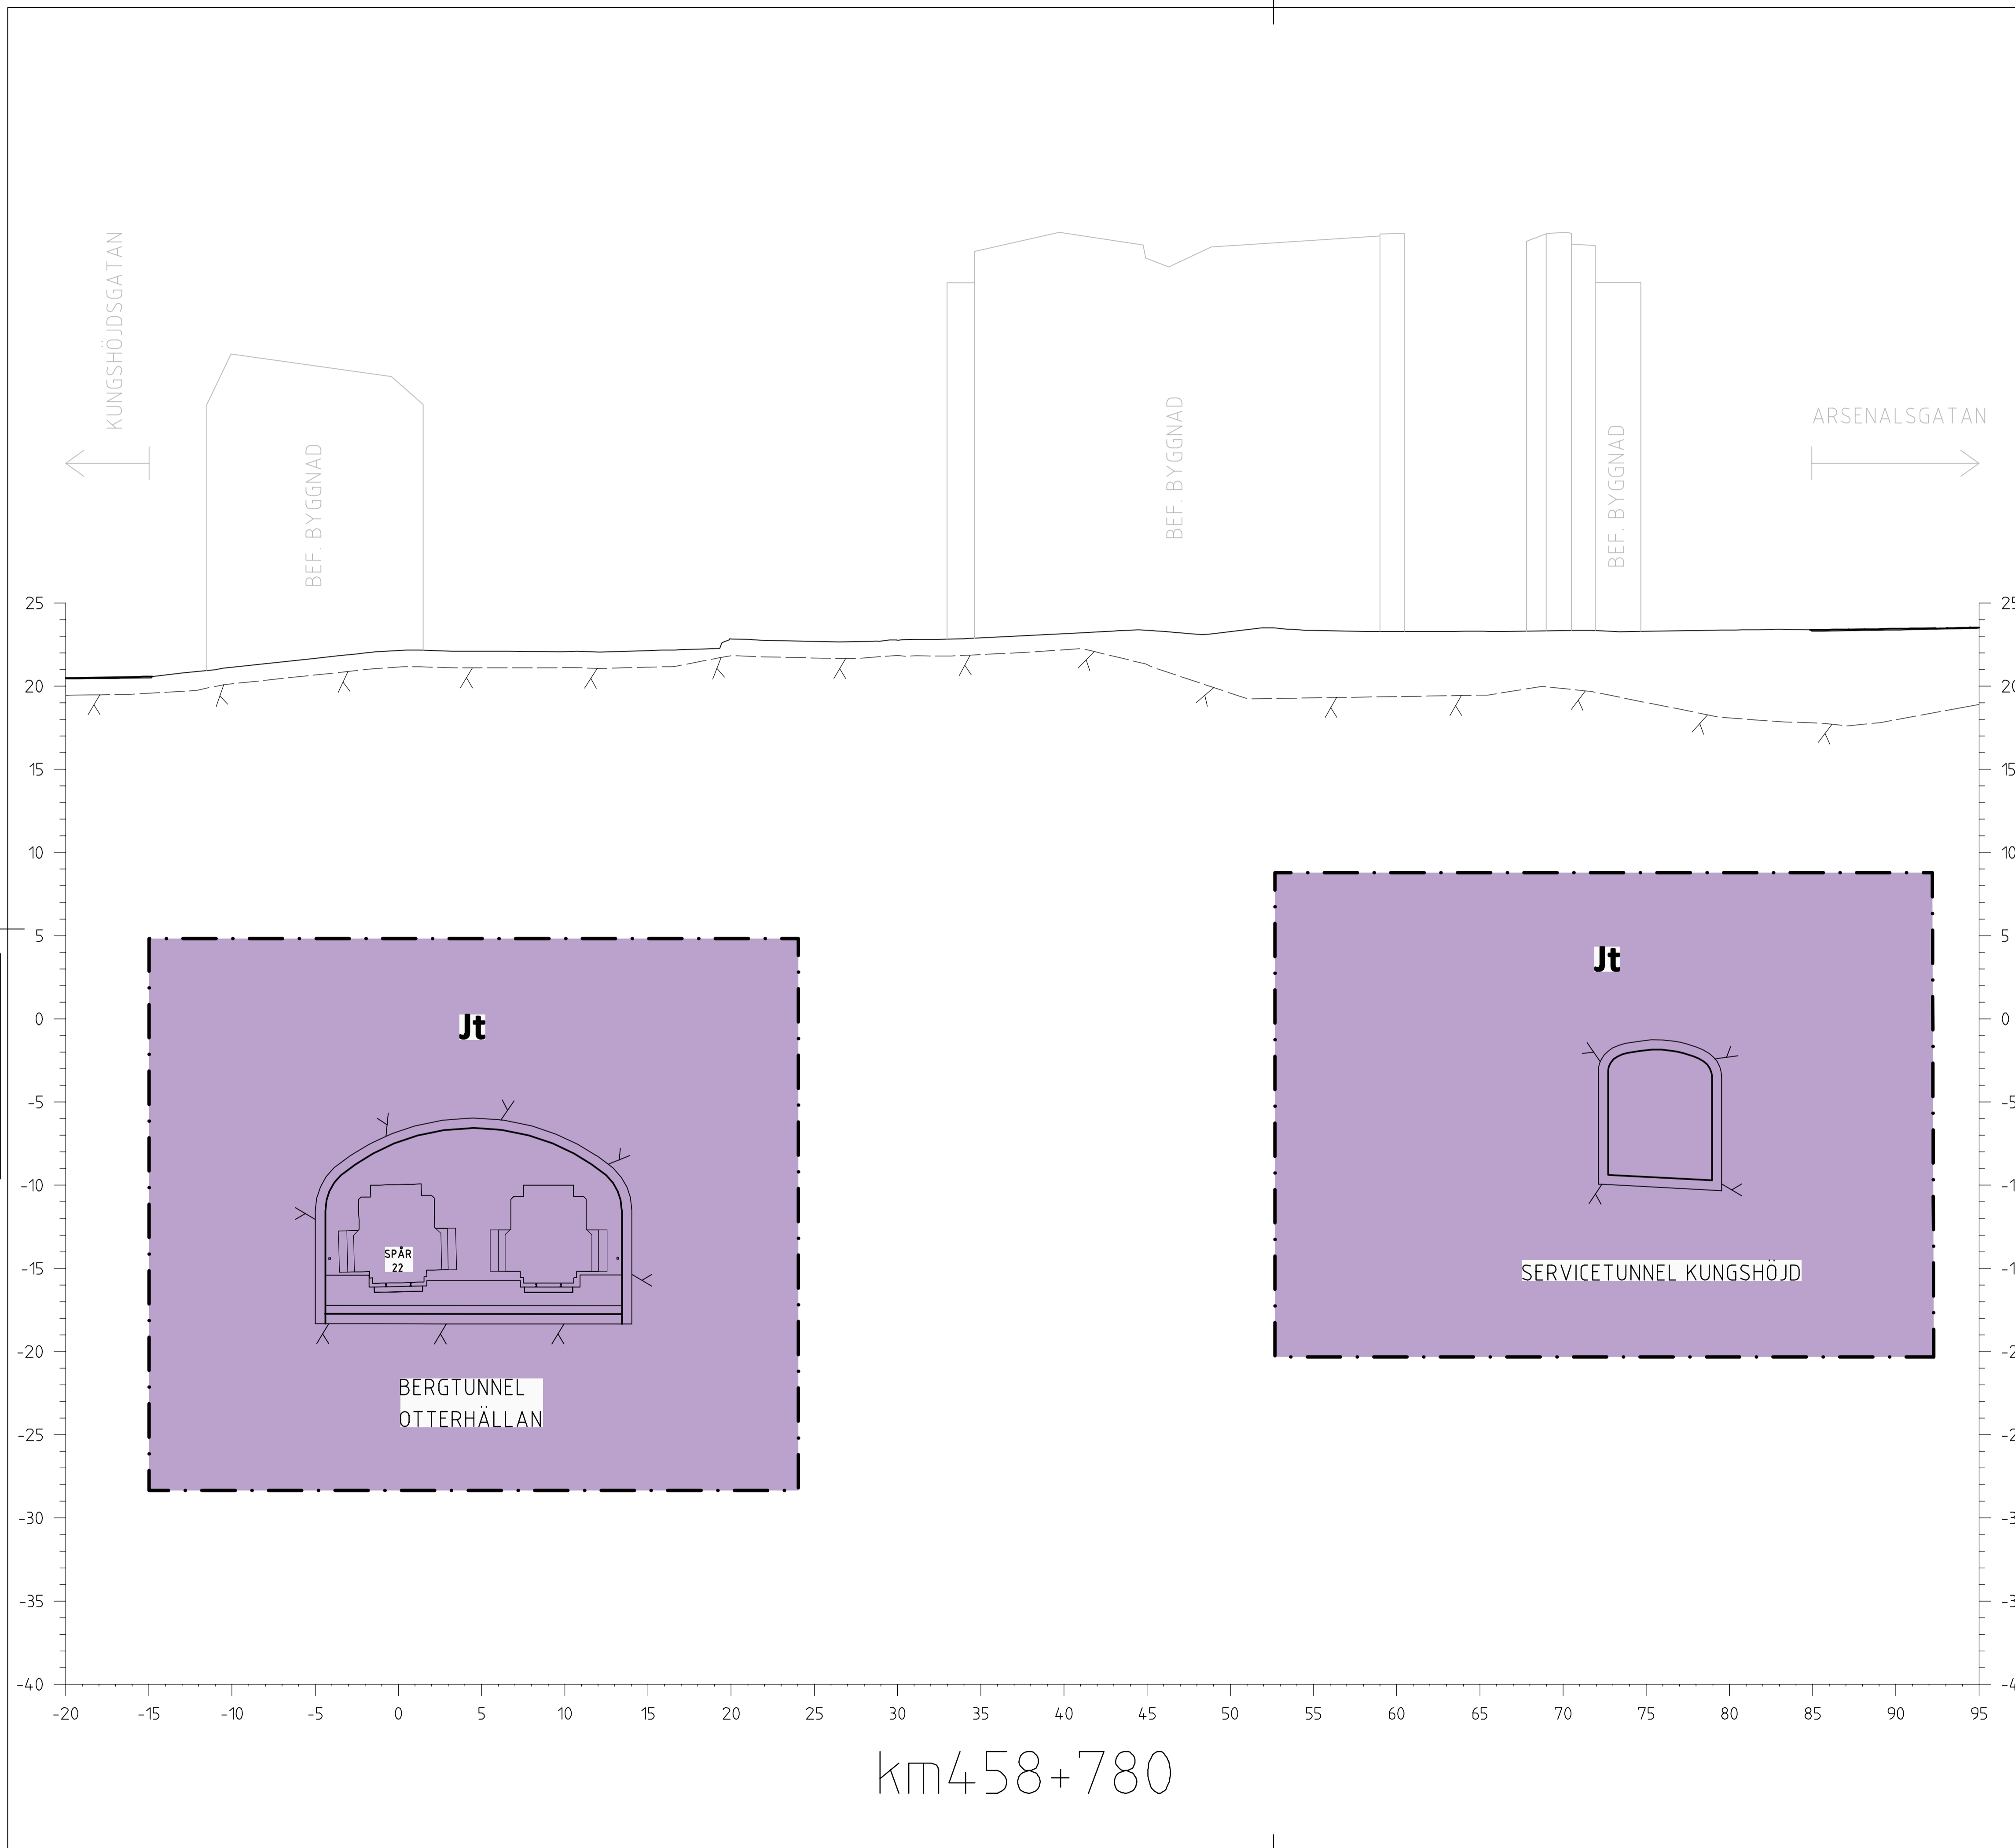 KUNGSHÖJDSGATAN
BEF. BYGGNAD
BEF. BYGGNAD
BEF. BYGGNAD
ARSENALSGATAN
25
20
15
10
5
0
-5
-10
-15
-20
-25
-30
-35
-40
Jt
SPÅR
22
BERGTUNNEL
OTTERHÄLLAN
Jt
SERVICETUNNEL KUNGSHÖJD
5
0
-20 -15 -10 -5 0 5 10 15 20 25 30 35 40 45 50 55 60 65 70 75 80 85 90 95
km458+780